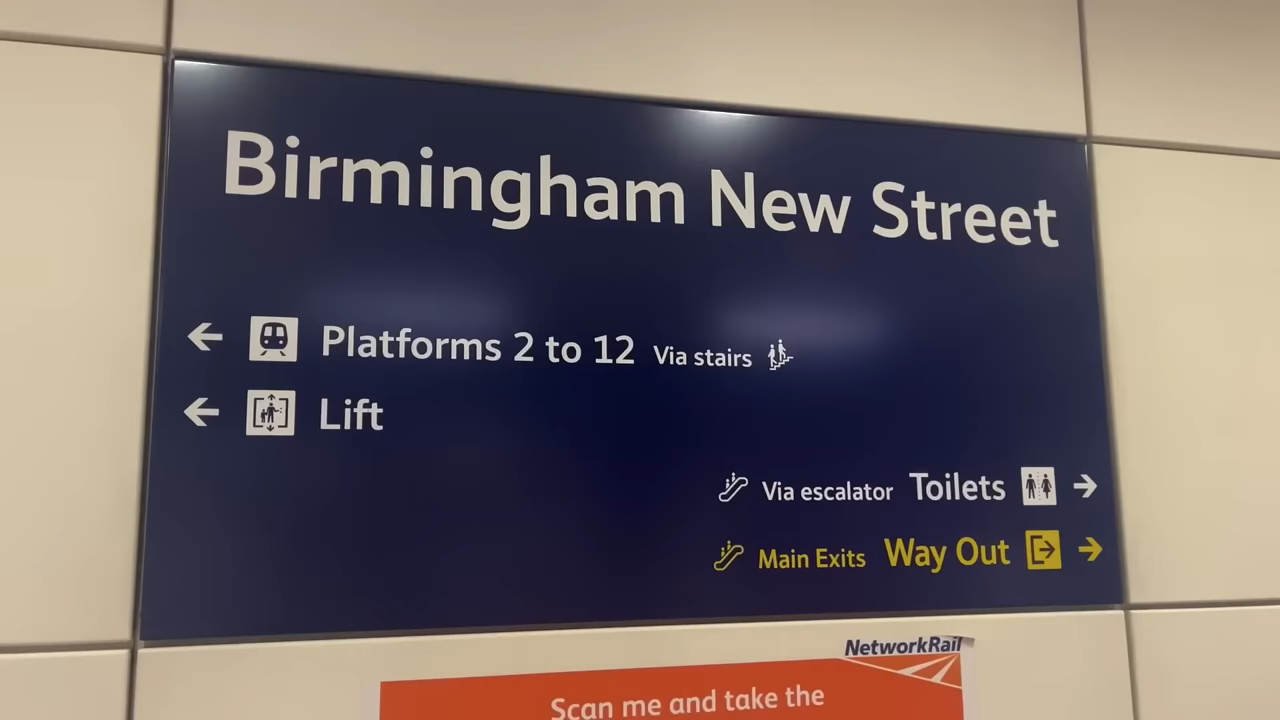 Birmingham New Street
Platforms 2 to 12 Via stairs
Lift
Via escalator Toilets
Main Exits Way Out
NetworkRail
Scan me and take the